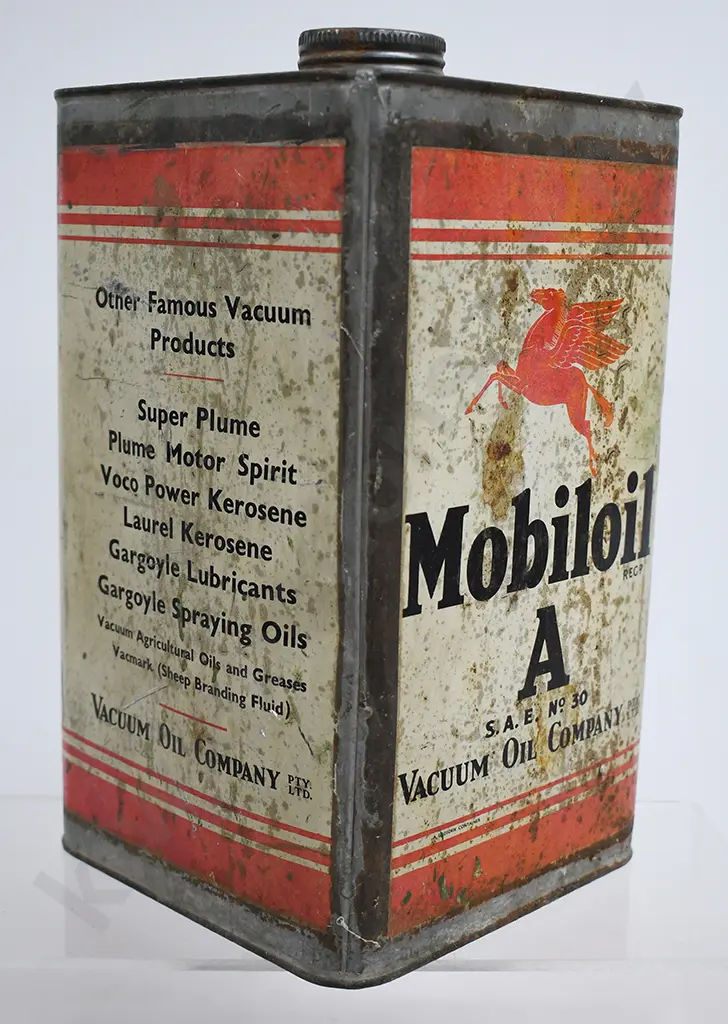 Other Famous Vacuum
Products
Super Plume
Plume Motor Spirit
Voco Power Kerosene
Laurel Kerosene
Gargoyle Lubricants
Gargoyle Spraying Oils
Vacuum Agricultural Oils and Greases
Vacmark (Sheep Branding Fluid)
VACUUM OIL COMPANY PTY. LTD.
Mobiloil
REGD
A
S.A.E. No 30
VACUUM OIL COMPANY PTY. LTD.
CONTAINER